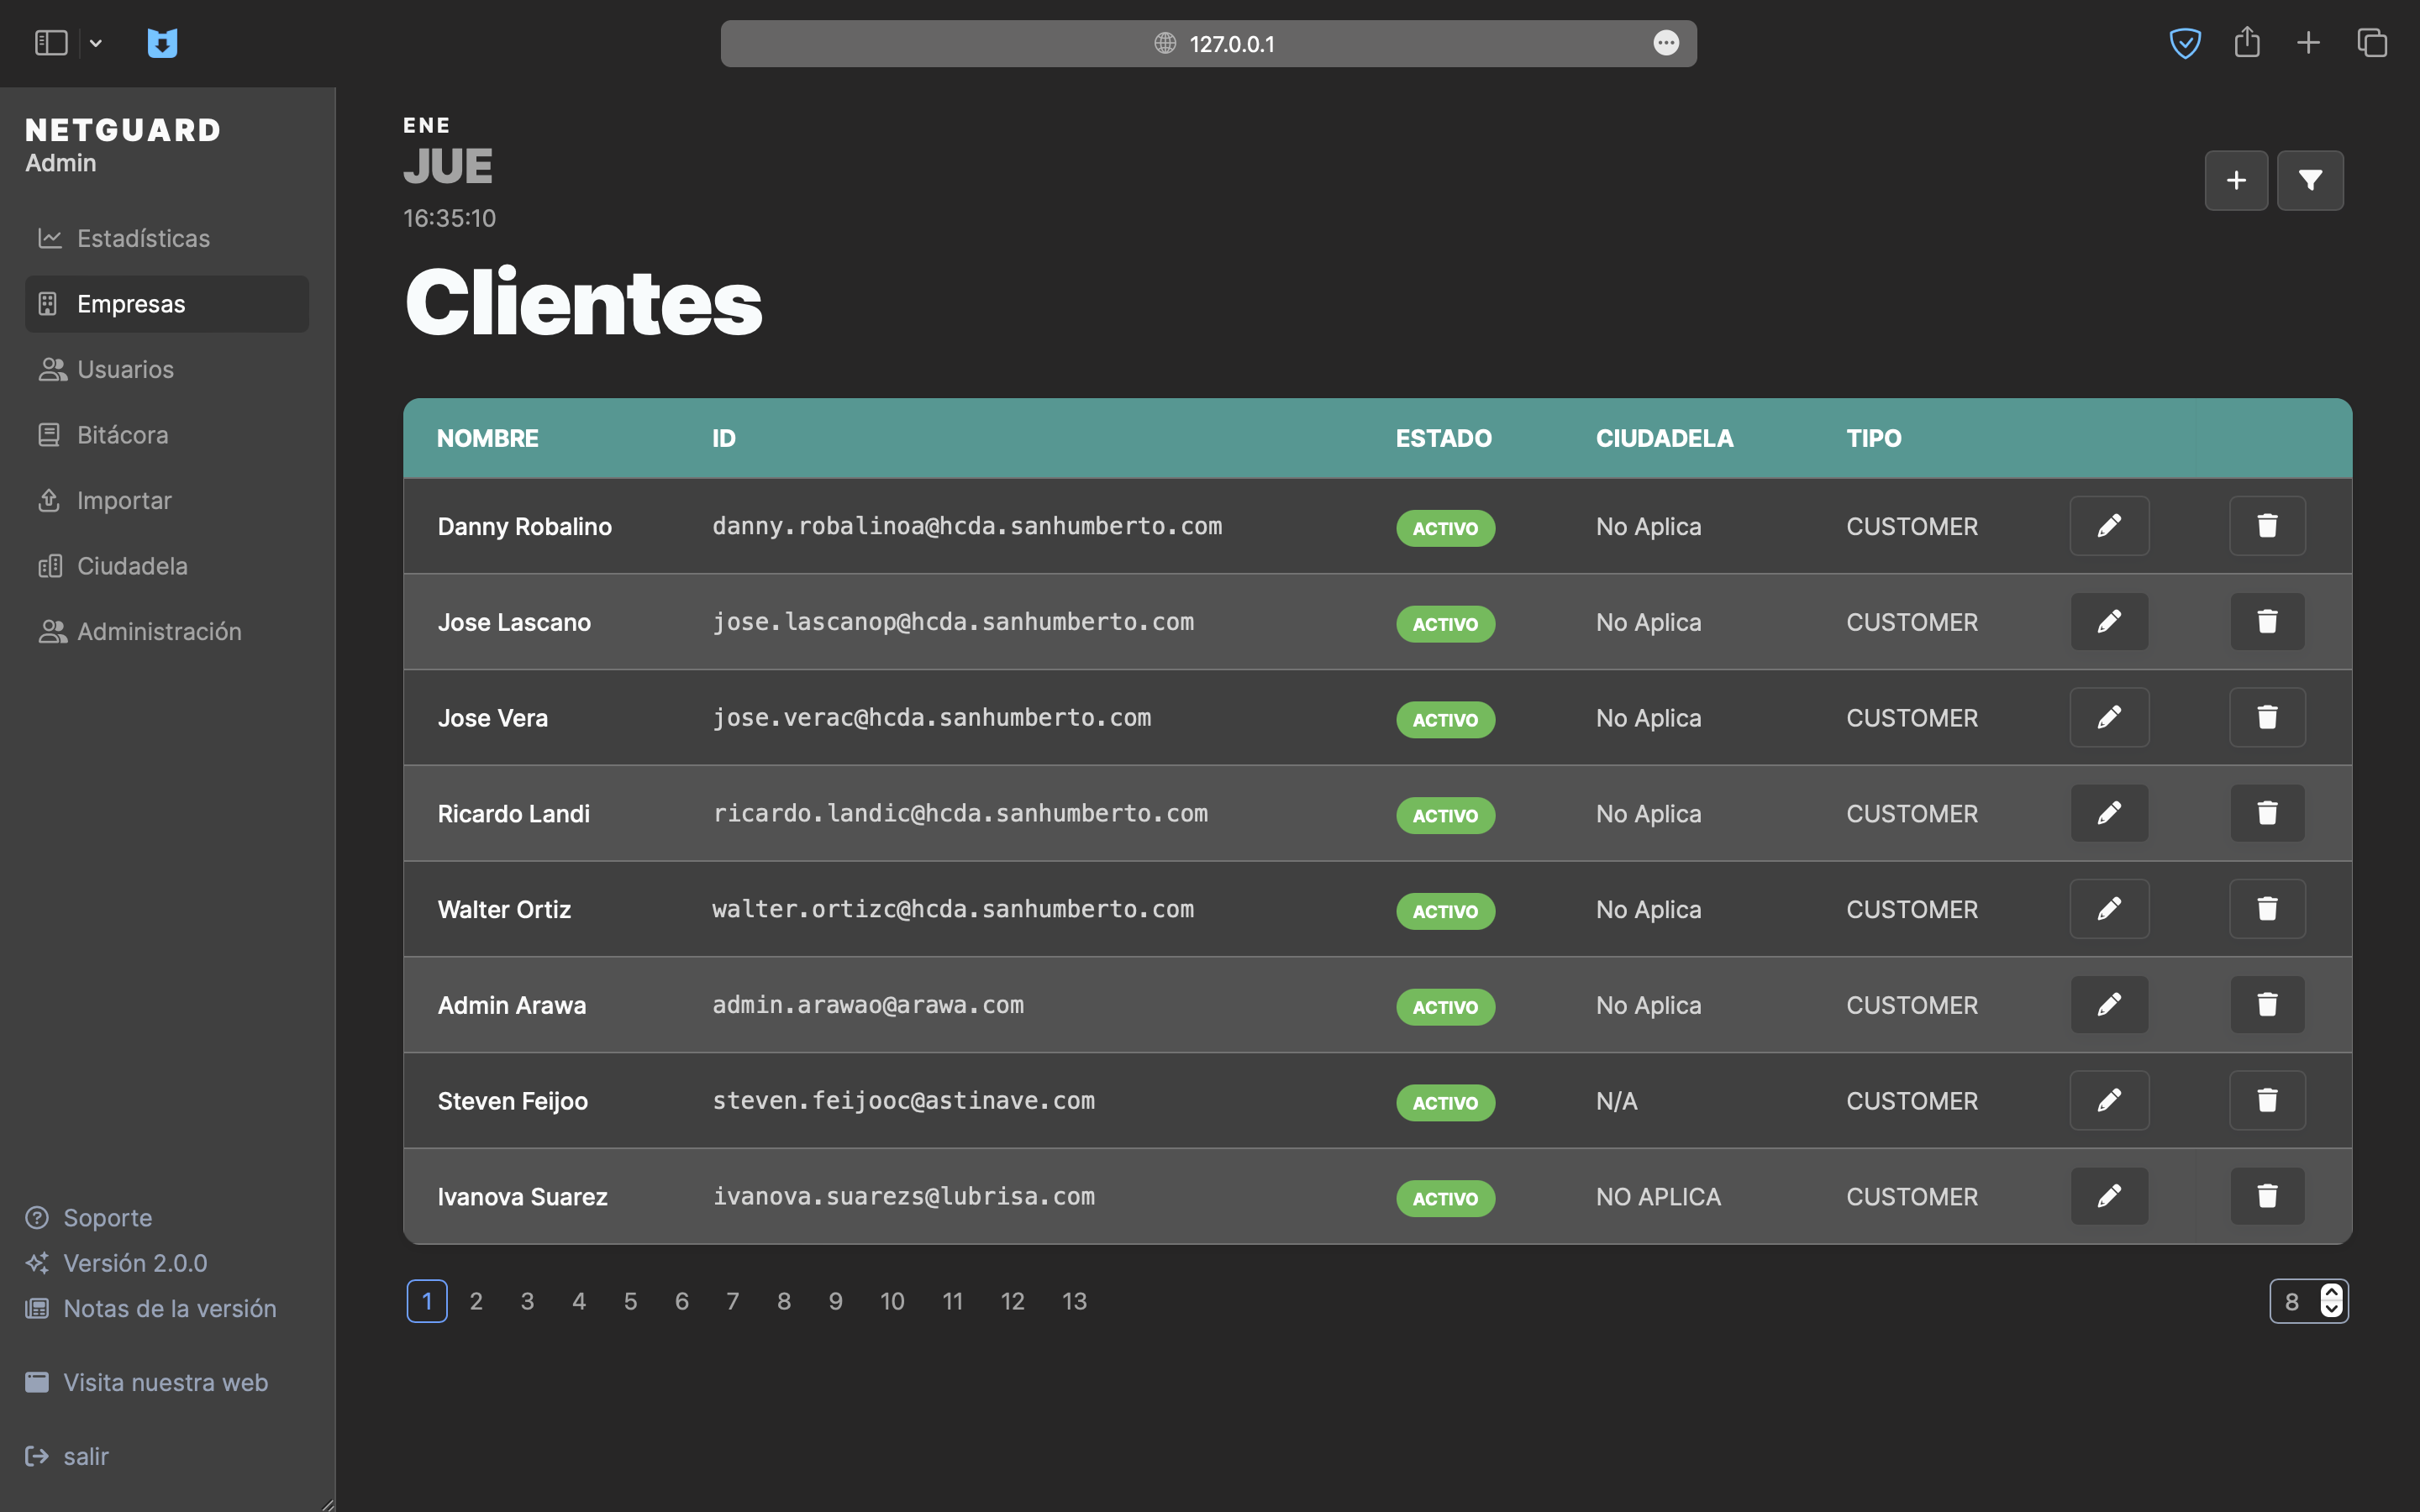 127.0.0.1
NETGUARD
Admin
Estadísticas
Empresas
Usuarios
Bitácora
Importar
Ciudadela
Administración
Soporte
Versión 2.0.0
Notas de la versión
Visita nuestra web
salir
ENE
JUE
16:35:10
Clientes
NOMBRE ID ESTADO CIUDADELA TIPO
Danny Robalino danny.robalinoa@hcda.sanhumberto.com ACTIVO No Aplica CUSTOMER
Jose Lascano jose.lascanop@hcda.sanhumberto.com ACTIVO No Aplica CUSTOMER
Jose Vera jose.verac@hcda.sanhumberto.com ACTIVO No Aplica CUSTOMER
Ricardo Landi ricardo.landic@hcda.sanhumberto.com ACTIVO No Aplica CUSTOMER
Walter Ortiz walter.ortizc@hcda.sanhumberto.com ACTIVO No Aplica CUSTOMER
Admin Arawa admin.arawao@arawa.com ACTIVO No Aplica CUSTOMER
Steven Feijoo steven.feijooc@astinave.com ACTIVO N/A CUSTOMER
Ivanova Suarez ivanova.suarezs@lubrisa.com ACTIVO NO APLICA CUSTOMER
1 2 3 4 5 6 7 8 9 10 11 12 13 8